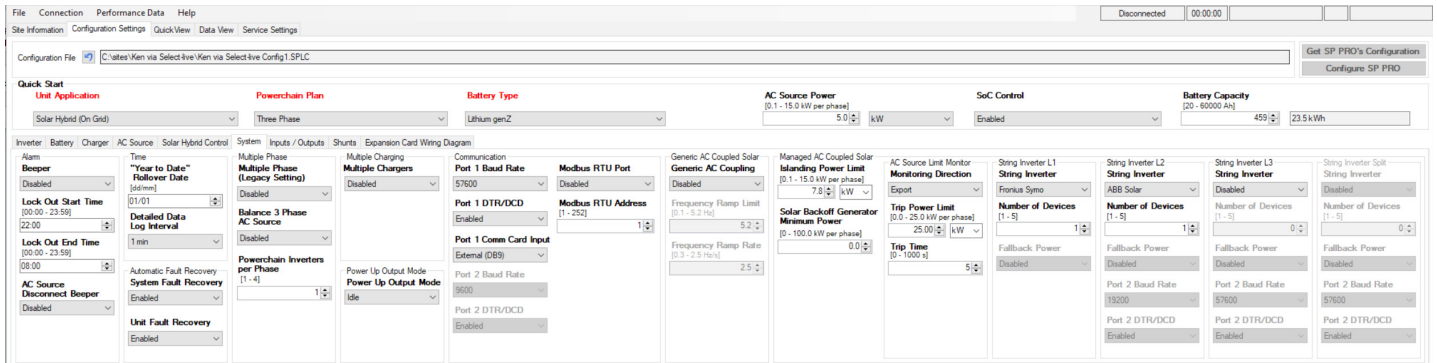 File Connection Performance Data Help
Disconnected 00:00:00
Site Information Configuration Settings QuickView Data View Service Settings
Configuration File C:\sites\Ken via Select-live\Ken via Select-live Config1.SPLC
Get SP PRO's Configuration
Configure SP PRO
Quick Start
Unit Application
Solar Hybrid (On Grid)
Powerchain Plan
Three Phase
Battery Type
Lithium genZ
AC Source Power
[0.1 - 15.0 kW per phase]
5.0 kW
SoC Control
Enabled
Battery Capacity
[20 - 60000 Ah]
459 23.5 kWh
Inverter Battery Charger AC Source Solar Hybrid Control System Inputs / Outputs Shunts Expansion Card Wiring Diagram
Alarm
Beeper
Disabled
Lock Out Start Time
[00:00 - 23:59]
22:00
Lock Out End Time
[00:00 - 23:59]
08:00
AC Source
Disconnect Beeper
Disabled
Time
"Year to Date"
Rollover Date
[dd/mm]
01/01
Detailed Data
Log Interval
1 min
Automatic Fault Recovery
System Fault Recovery
Enabled
Unit Fault Recovery
Enabled
Multiple Phase
Multiple Phase
(Legacy Setting)
Disabled
Balance 3 Phase
AC Source
Disabled
Powerchain Inverters
per Phase
[1 - 4]
1
Multiple Charging
Multiple Chargers
Disabled
Power Up Output Mode
Power Up Output Mode
Idle
Communication
Port 1 Baud Rate
57600
Port 1 DTR/DCD
Enabled
Port 1 Comm Card Input
External (DB9)
Port 2 Baud Rate
9600
Port 2 DTR/DCD
Enabled
Modbus RTU Port
Disabled
Modbus RTU Address
[1 - 252]
1
Generic AC Coupled Solar
Generic AC Coupling
Disabled
Frequency Ramp Limit
[0.1 - 5.2 Hz]
5.2
Frequency Ramp Rate
[0.3 - 2.5 Hz/s]
2.5
Managed AC Coupled Solar
Islanding Power Limit
[0.1 - 15.0 kW per phase]
7.8 kW
Solar Backoff Generator
Minimum Power
[0 - 100.0 kW per phase]
0.0
AC Source Limit Monitor
Monitoring Direction
Export
Trip Power Limit
[0.0 - 25.0 kW per phase]
25.00 kW
Trip Time
[0 - 1000 s]
5
String Inverter L1
String Inverter
Fronius Symo
Number of Devices
[1 - 5]
1
Fallback Power
Disabled
String Inverter L2
String Inverter
ABB Solar
Number of Devices
[1 - 5]
1
Fallback Power
Disabled
Port 2 Baud Rate
19200
Port 2 DTR/DCD
Enabled
String Inverter L3
String Inverter
Disabled
Number of Devices
[1 - 5]
0
Fallback Power
Disabled
Port 2 Baud Rate
57600
Port 2 DTR/DCD
Enabled
String Inverter Split
String Inverter
Disabled
Number of Devices
[1 - 5]
0
Fallback Power
Disabled
Port 2 Baud Rate
57600
Port 2 DTR/DCD
Enabled